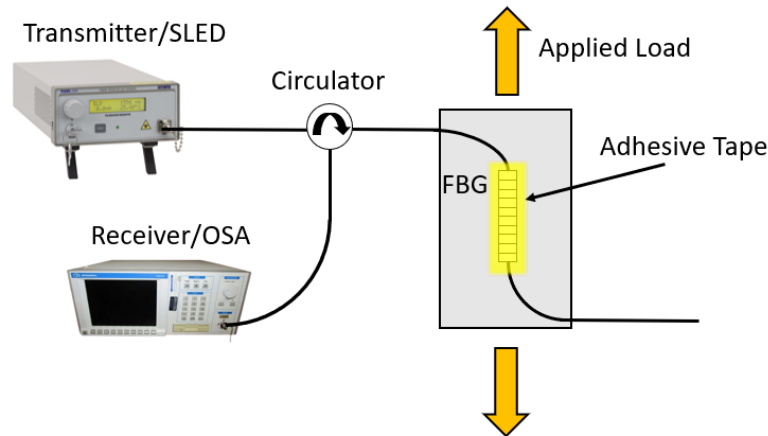 Transmitter/SLED
Applied Load
Circulator
Adhesive Tape
FBG
Receiver/OSA